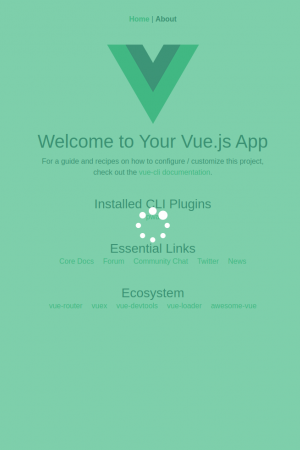 Home | About
Welcome to Your Vue.js App
For a guide and recipes on how to configure / customize this project,
check out the vue-cli documentation.
Installed CLI Plugins
Essential Links
Core Docs Forum Community Chat Twitter News
Ecosystem
vue-router vuex vue-devtools vue-loader awesome-vue